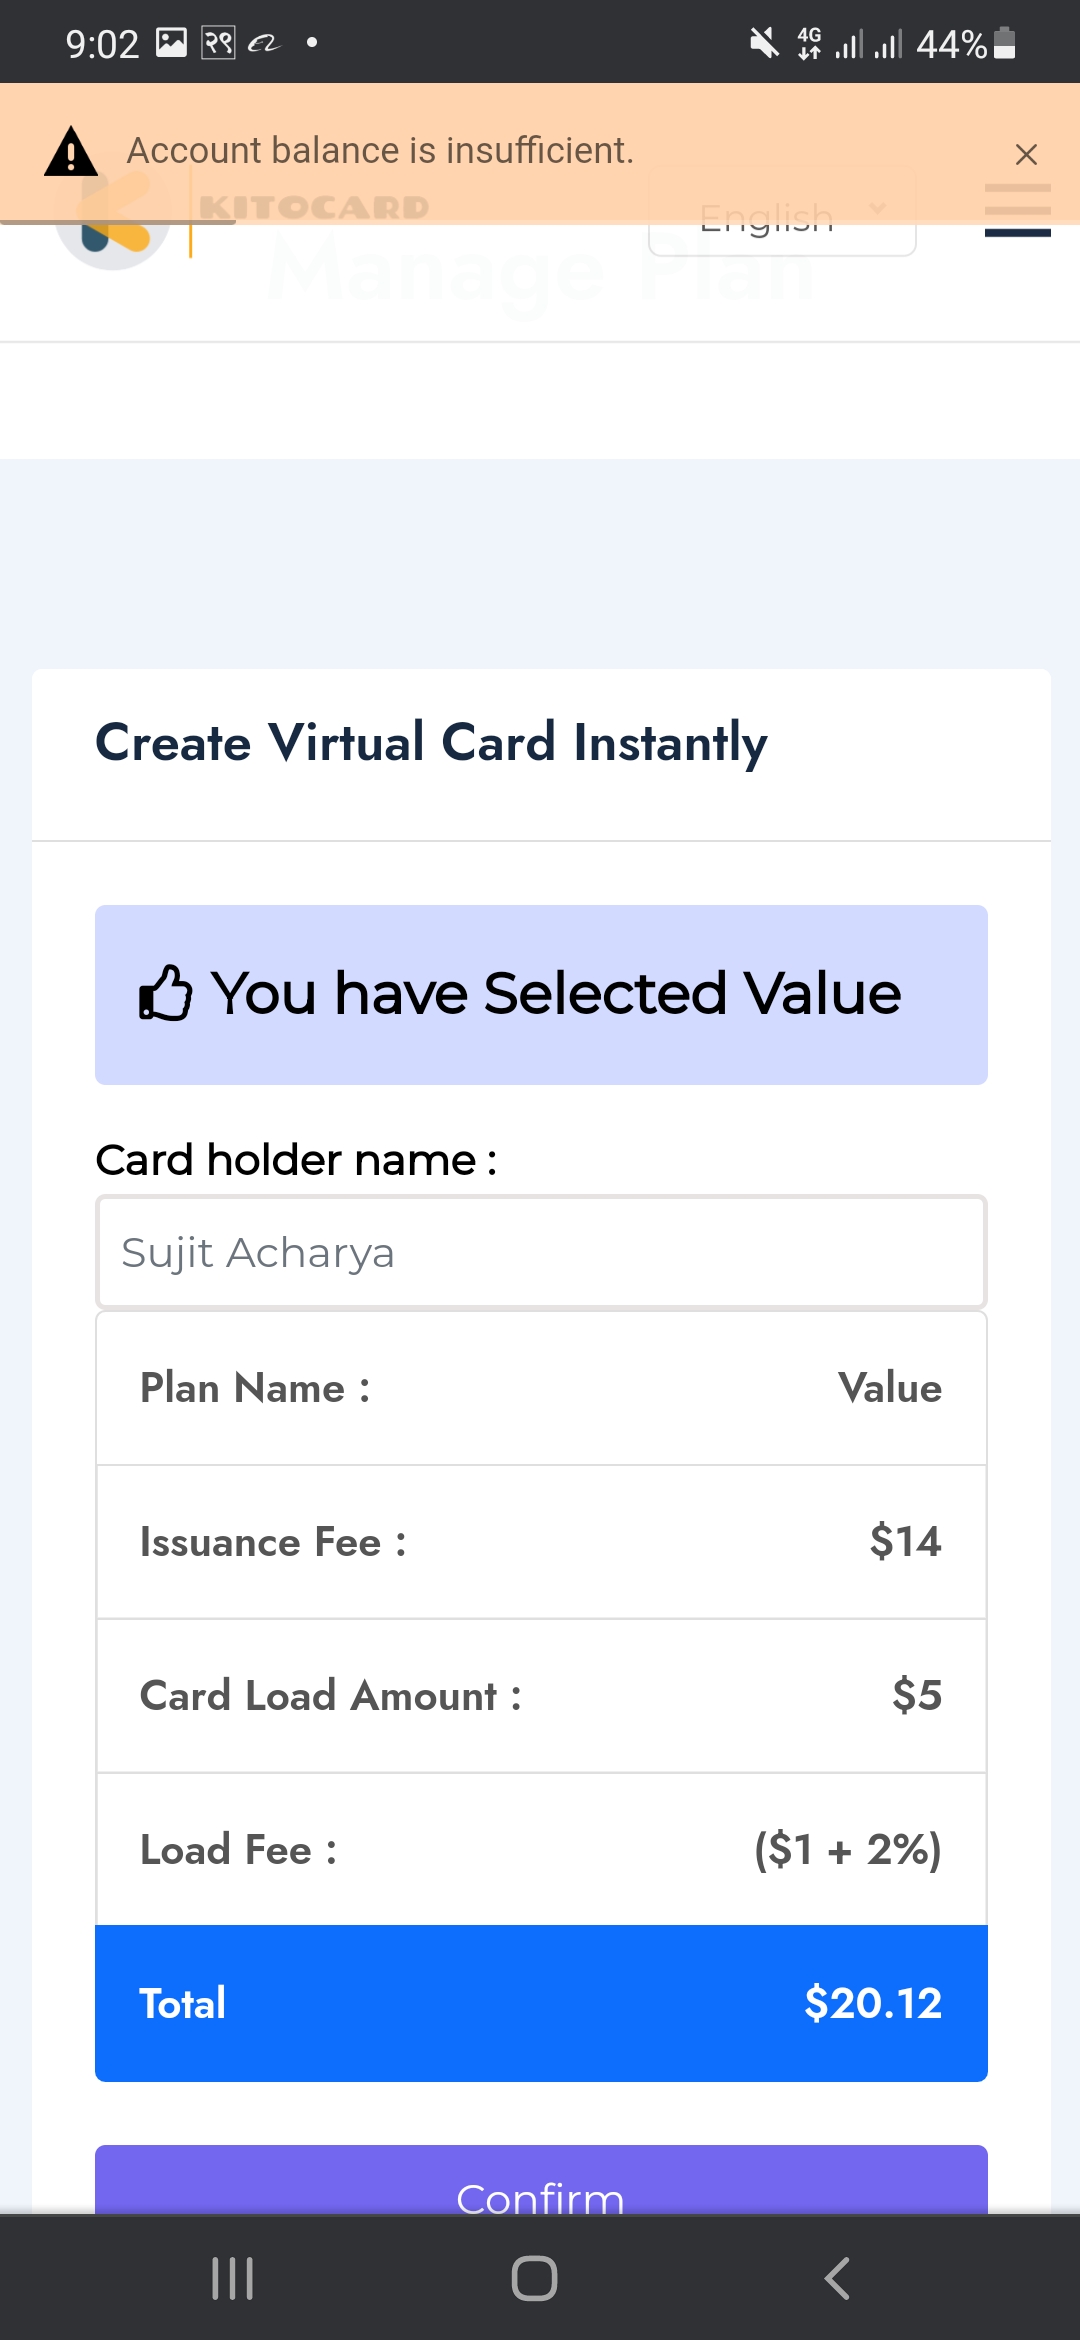 9:02 २९ 4G 44%
Account balance is insufficient.
KITOCARD English
Manage Plan
Create Virtual Card Instantly
You have Selected Value
Card holder name :
Sujit Acharya
Plan Name : Value
Issuance Fee : $14
Card Load Amount : $5
Load Fee : ($1 + 2%)
Total $20.12
Confirm